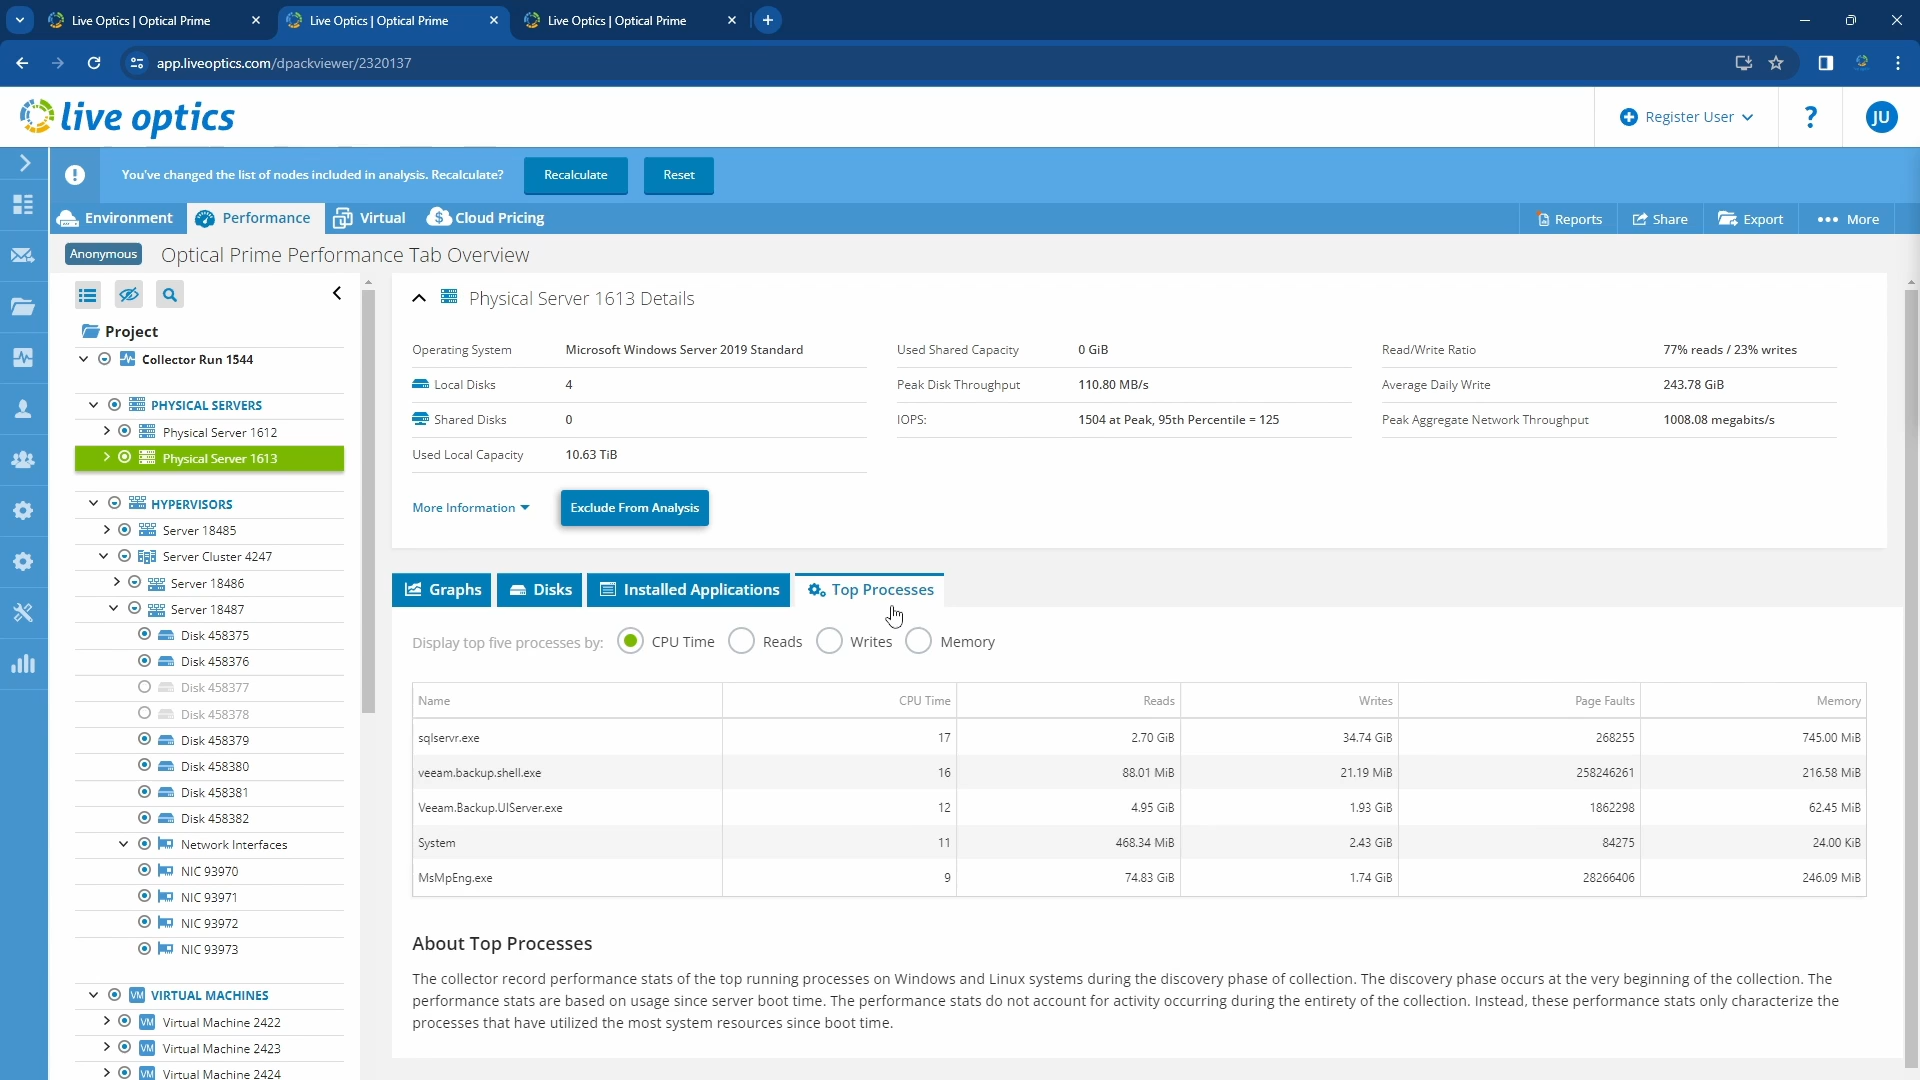 Live Optics | Optical Prime
Live Optics | Optical Prime
Live Optics | Optical Prime
app.liveoptics.com/dpackviewer/2320137
live optics
Register User
?
JU
You've changed the list of nodes included in analysis. Recalculate?
Recalculate
Reset
Environment
Performance
Virtual
Cloud Pricing
Reports
Share
Export
More
Anonymous
Optical Prime Performance Tab Overview
Project
Collector Run 1544
PHYSICAL SERVERS
Physical Server 1612
Physical Server 1613
HYPERVISORS
Server 18485
Server Cluster 4247
Server 18486
Server 18487
Disk 458375
Disk 458376
Disk 458377
Disk 458378
Disk 458379
Disk 458380
Disk 458381
Disk 458382
Network Interfaces
NIC 93970
NIC 93971
NIC 93972
NIC 93973
VM VIRTUAL MACHINES
VM Virtual Machine 2422
VM Virtual Machine 2423
VM Virtual Machine 2424
Physical Server 1613 Details
Operating System Microsoft Windows Server 2019 Standard
Local Disks 4
Shared Disks 0
Used Local Capacity 10.63 TiB
Used Shared Capacity 0 GiB
Peak Disk Throughput 110.80 MB/s
IOPS: 1504 at Peak, 95th Percentile = 125
Read/Write Ratio 77% reads / 23% writes
Average Daily Write 243.78 GiB
Peak Aggregate Network Throughput 1008.08 megabits/s
More Information
Exclude From Analysis
Graphs
Disks
Installed Applications
Top Processes
Display top five processes by: CPU Time Reads Writes Memory
Name CPU Time Reads Writes Page Faults Memory
sqlservr.exe 17 2.70 GiB 34.74 GiB 268255 745.00 MiB
veeam.backup.shell.exe 16 88.01 MiB 21.19 MiB 258246261 216.58 MiB
Veeam.Backup.UIServer.exe 12 4.95 GiB 1.93 GiB 1862298 62.45 MiB
System 11 468.34 MiB 2.43 GiB 84275 24.00 KiB
MsMpEng.exe 9 74.83 GiB 1.74 GiB 28266406 246.09 MiB
About Top Processes
The collector record performance stats of the top running processes on Windows and Linux systems during the discovery phase of collection. The discovery phase occurs at the very beginning of the collection. The
performance stats are based on usage since server boot time. The performance stats do not account for activity occurring during the entirety of the collection. Instead, these performance stats only characterize the
processes that have utilized the most system resources since boot time.